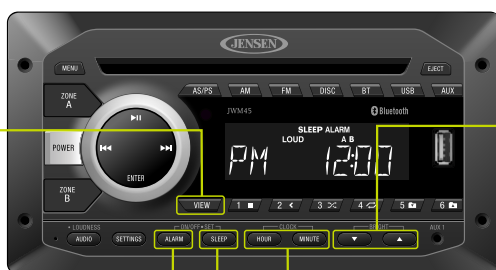 JENSEN
MENU
EJECT
AS/PS AM FM DISC BT USB AUX
ZONE
A
JWM45
Bluetooth
SLEEP ALARM
LOUD A B
PM 12:00
POWER
ENTER
ZONE
B
VIEW 1 2 3 4 5 6
• LOUDNESS
ON/OFF • SET
CLOCK
BRIGHT
AUX 1
AUDIO SETTINGS ALARM SLEEP HOUR MINUTE